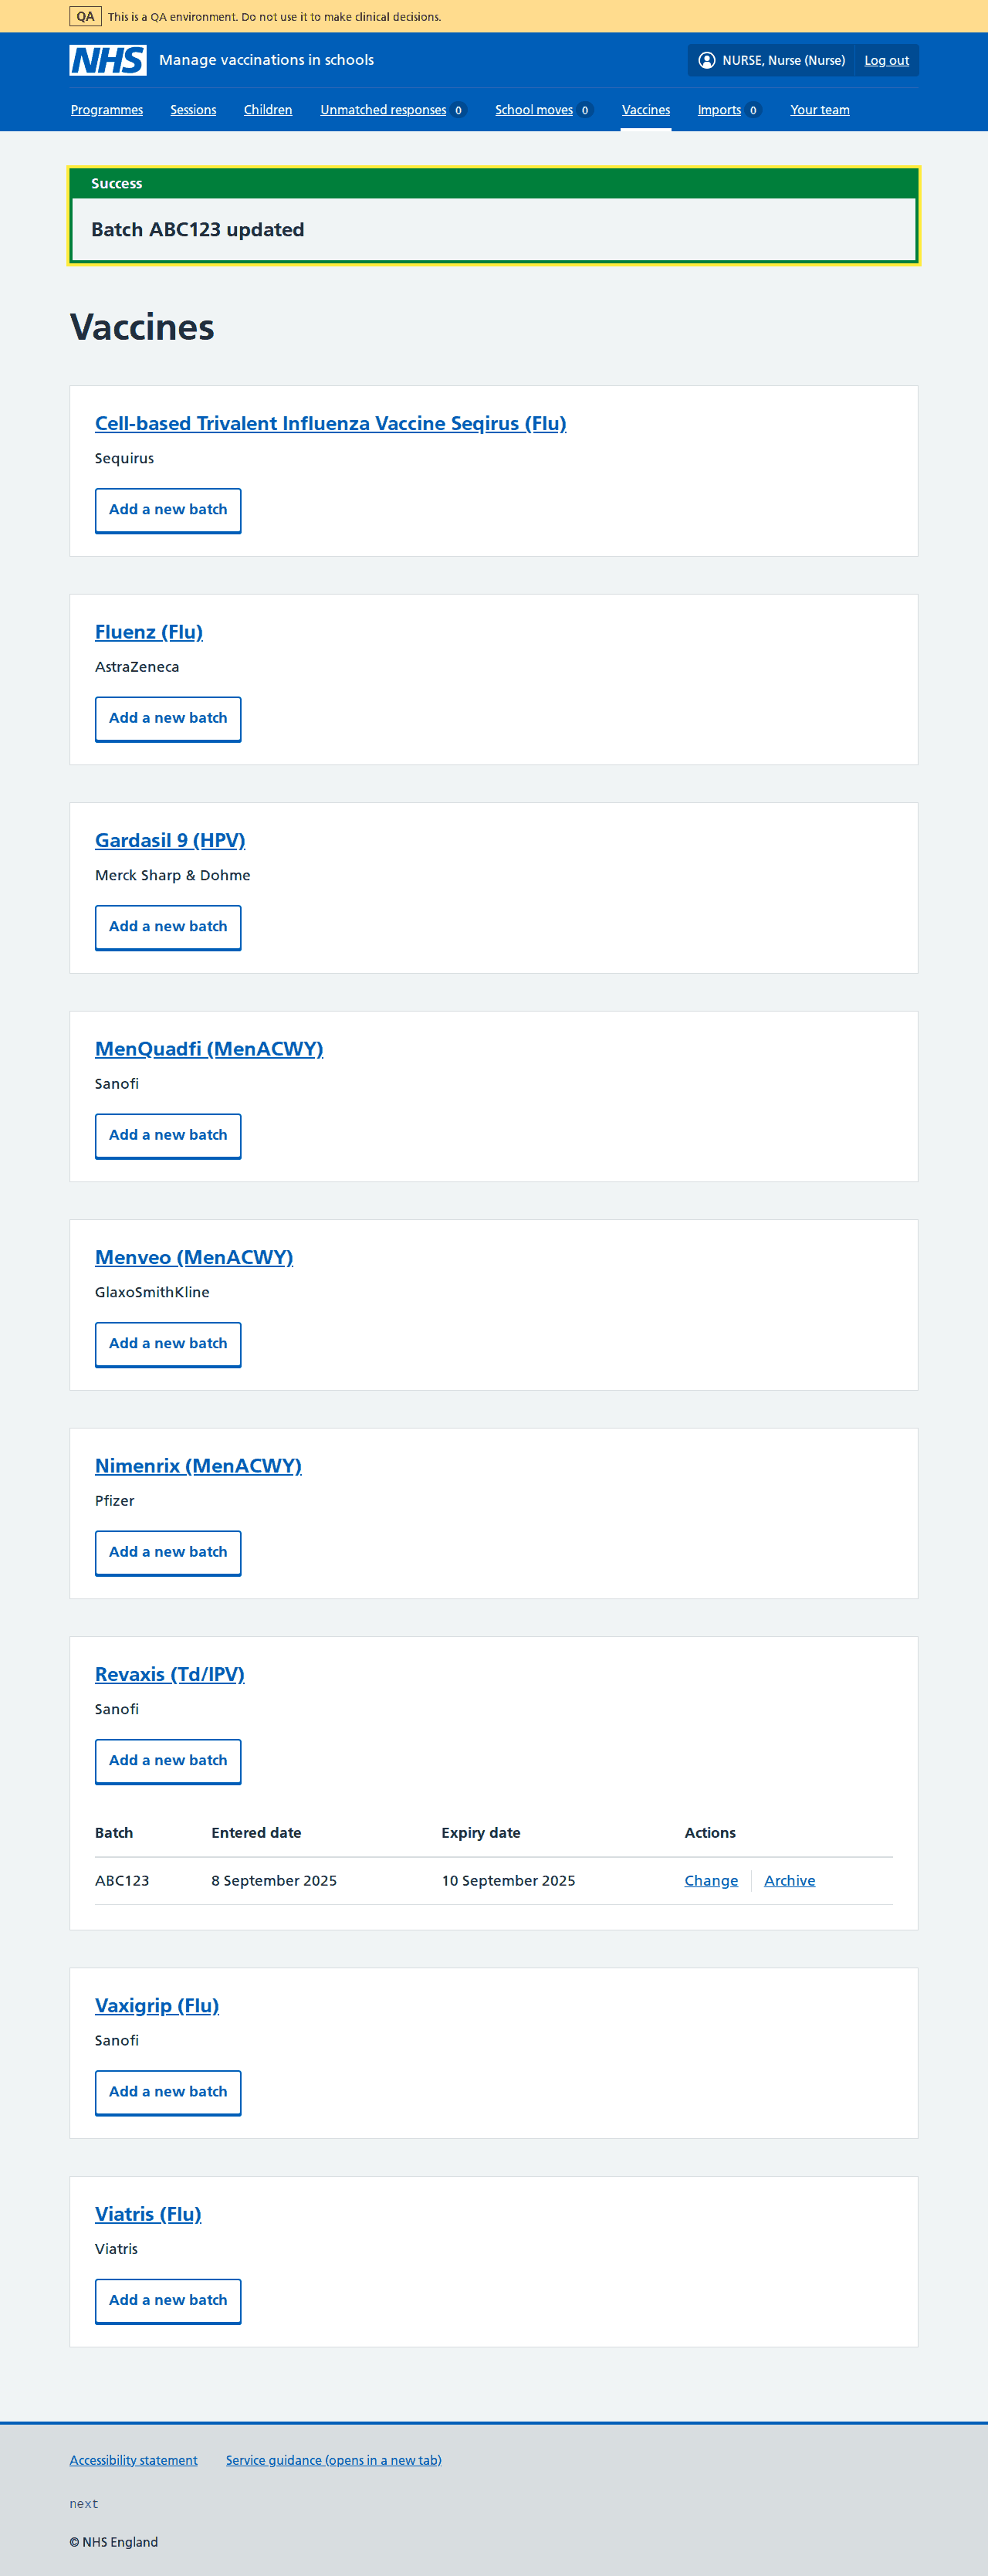 QA This is a QA environment. Do not use it to make clinical decisions.
NHS Manage vaccinations in schools NURSE, Nurse (Nurse) Log out
Programmes Sessions Children Unmatched responses 0 School moves 0 Vaccines Imports 0 Your team
Success
Batch ABC123 updated
Vaccines
Cell-based Trivalent Influenza Vaccine Seqirus (Flu)
Sequirus
Add a new batch
Fluenz (Flu)
AstraZeneca
Add a new batch
Gardasil 9 (HPV)
Merck Sharp & Dohme
Add a new batch
MenQuadfi (MenACWY)
Sanofi
Add a new batch
Menveo (MenACWY)
GlaxoSmithKline
Add a new batch
Nimenrix (MenACWY)
Pfizer
Add a new batch
Revaxis (Td/IPV)
Sanofi
Add a new batch
Batch Entered date Expiry date Actions
ABC123 8 September 2025 10 September 2025 Change Archive
Vaxigrip (Flu)
Sanofi
Add a new batch
Viatris (Flu)
Viatris
Add a new batch
Accessibility statement Service guidance (opens in a new tab)
next
© NHS England